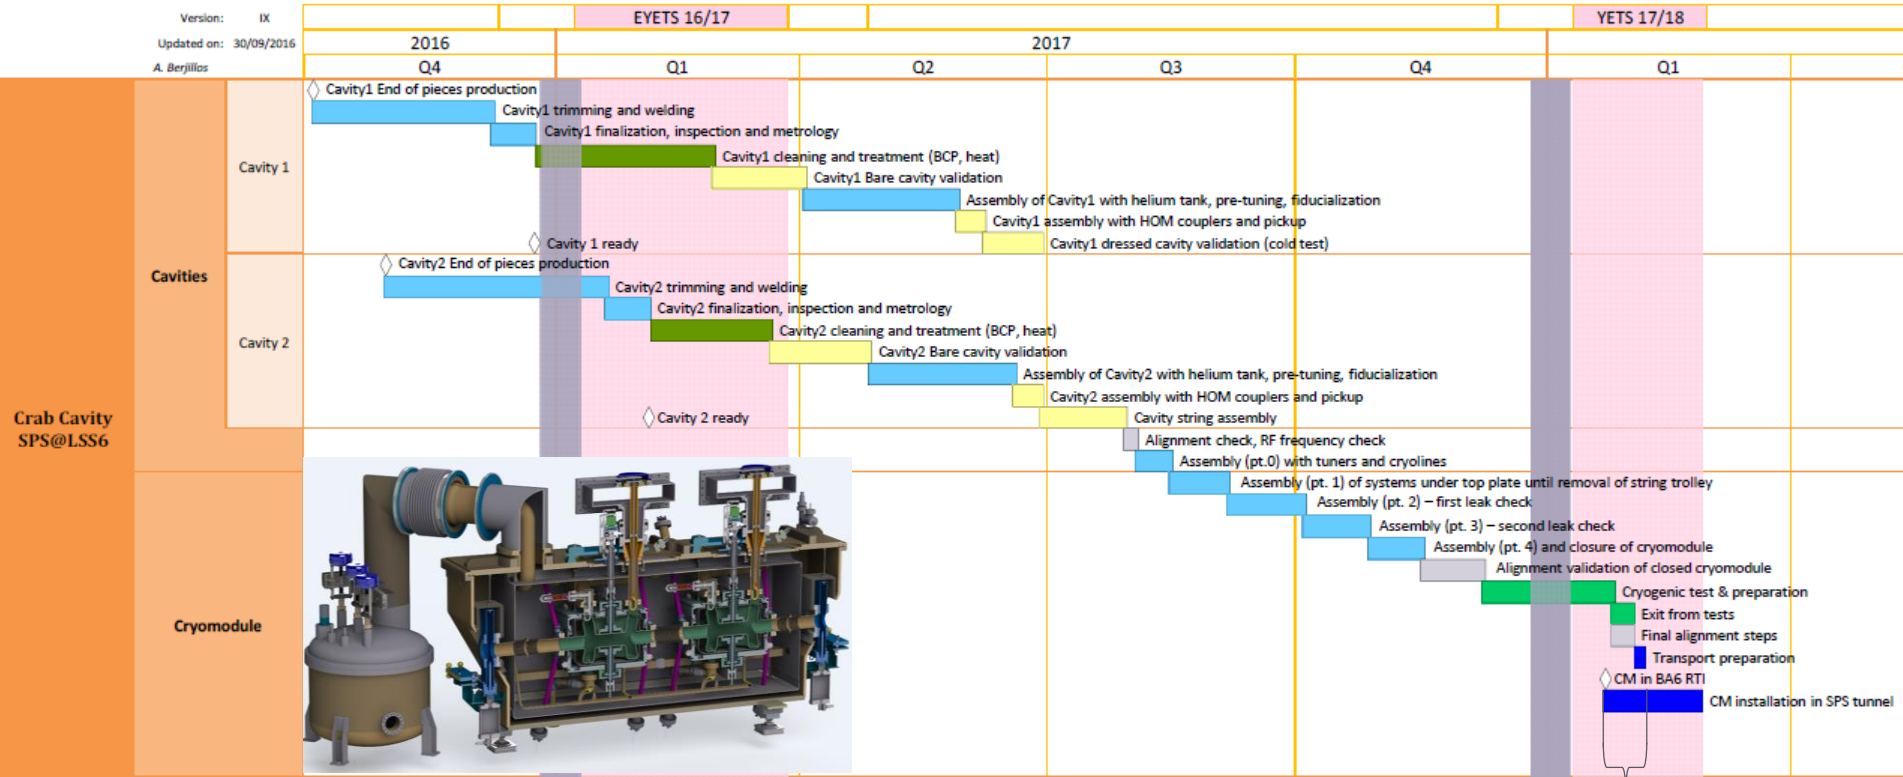 Version: IX
EYETS 16/17
YETS 17/18
Updated on: 30/09/2016
2016
2017
A. Berjillos
Q4
Q1
Q2
Q3
Q4
Q1
Crab Cavity
SPS@LSS6
Cavities
Cavity 1
Cavity1 End of pieces production
Cavity1 trimming and welding
Cavity1 finalization, inspection and metrology
Cavity1 cleaning and treatment (BCP, heat)
Cavity1 Bare cavity validation
Assembly of Cavity1 with helium tank, pre-tuning, fiducialization
Cavity1 assembly with HOM couplers and pickup
Cavity 1 ready
Cavity1 dressed cavity validation (cold test)
Cavity 2
Cavity2 End of pieces production
Cavity2 trimming and welding
Cavity2 finalization, inspection and metrology
Cavity2 cleaning and treatment (BCP, heat)
Cavity2 Bare cavity validation
Assembly of Cavity2 with helium tank, pre-tuning, fiducialization
Cavity2 assembly with HOM couplers and pickup
Cavity 2 ready
Cavity string assembly
Alignment check, RF frequency check
Assembly (pt.0) with tuners and cryolines
Cryomodule
Assembly (pt. 1) of systems under top plate until removal of string trolley
Assembly (pt. 2) – first leak check
Assembly (pt. 3) – second leak check
Assembly (pt. 4) and closure of cryomodule
Alignment validation of closed cryomodule
Cryogenic test & preparation
Exit from tests
Final alignment steps
Transport preparation
CM in BA6 RTI
CM installation in SPS tunnel